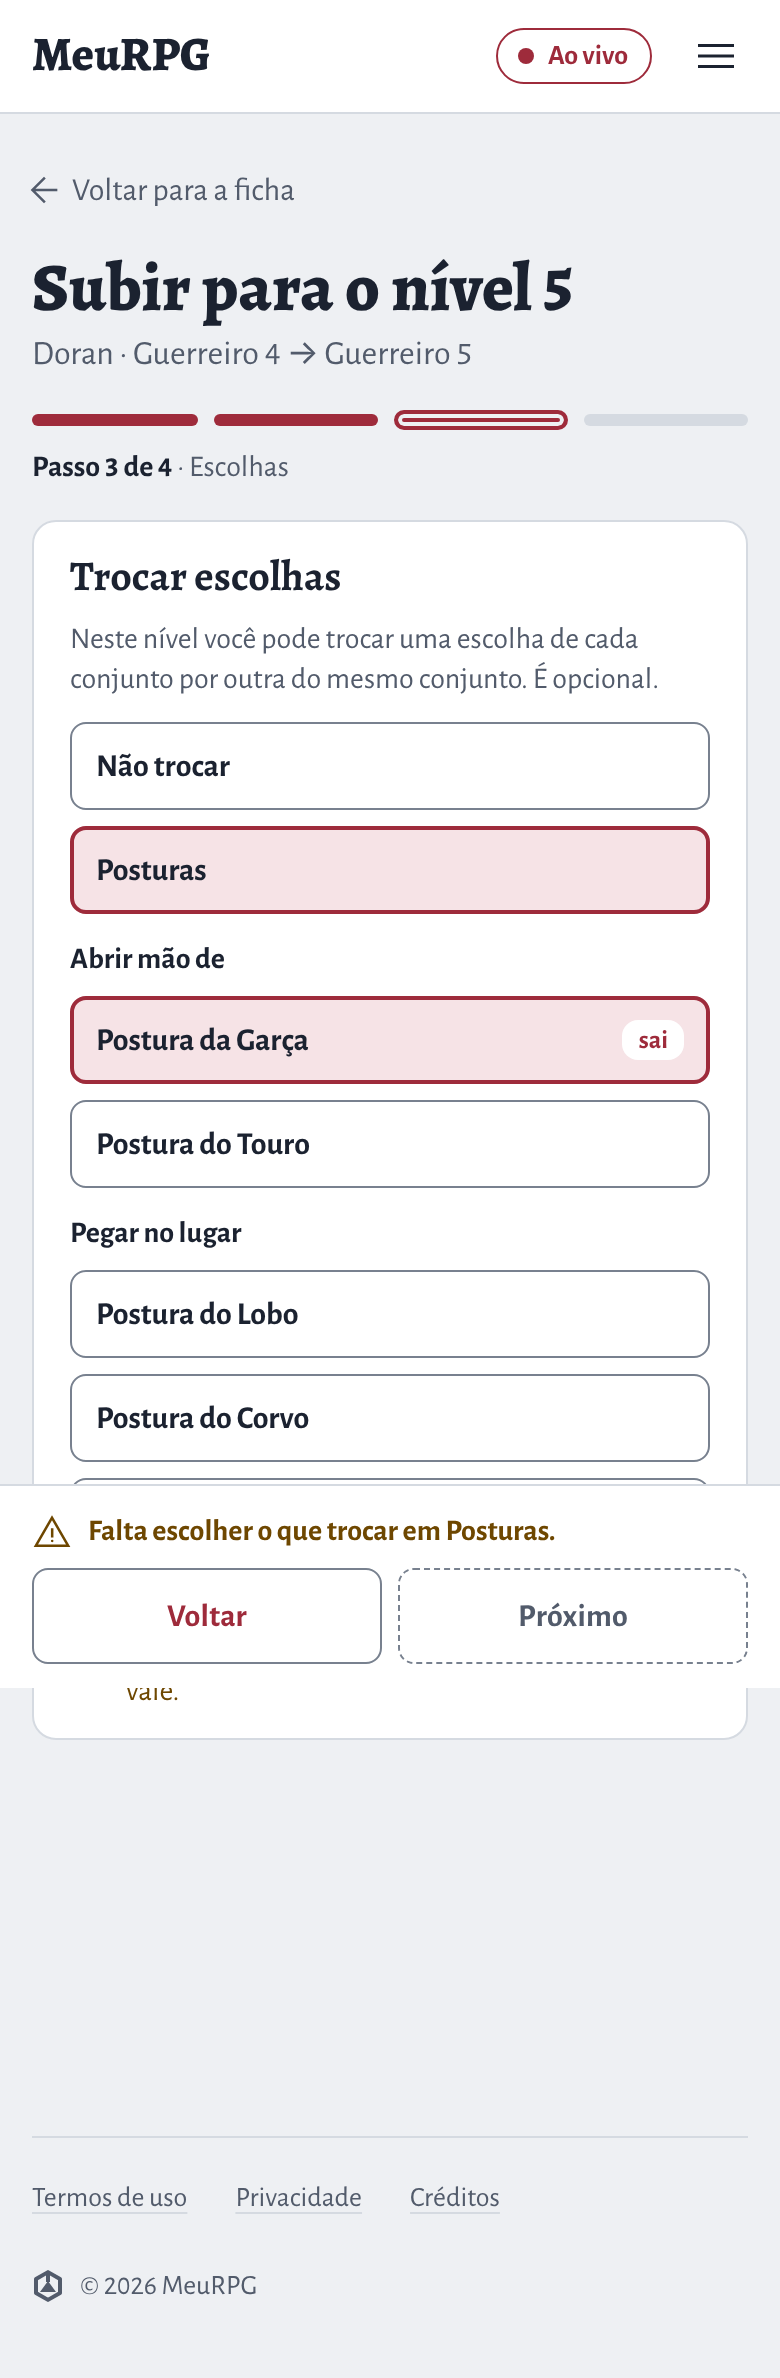 MeuRPG
Ao vivo
Voltar para a ficha
Subir para o nível 5
Doran · Guerreiro 4 → Guerreiro 5
Passo 3 de 4 · Escolhas
Trocar escolhas
Neste nível você pode trocar uma escolha de cada
conjunto por outra do mesmo conjunto. É opcional.
Não trocar
Posturas
Abrir mão de
Postura da Garça
sai
Postura do Touro
Pegar no lugar
Postura do Lobo
Postura do Corvo
Falta escolher o que trocar em Posturas.
Voltar
Próximo
vale.
Termos de uso
Privacidade
Créditos
© 2026 MeuRPG